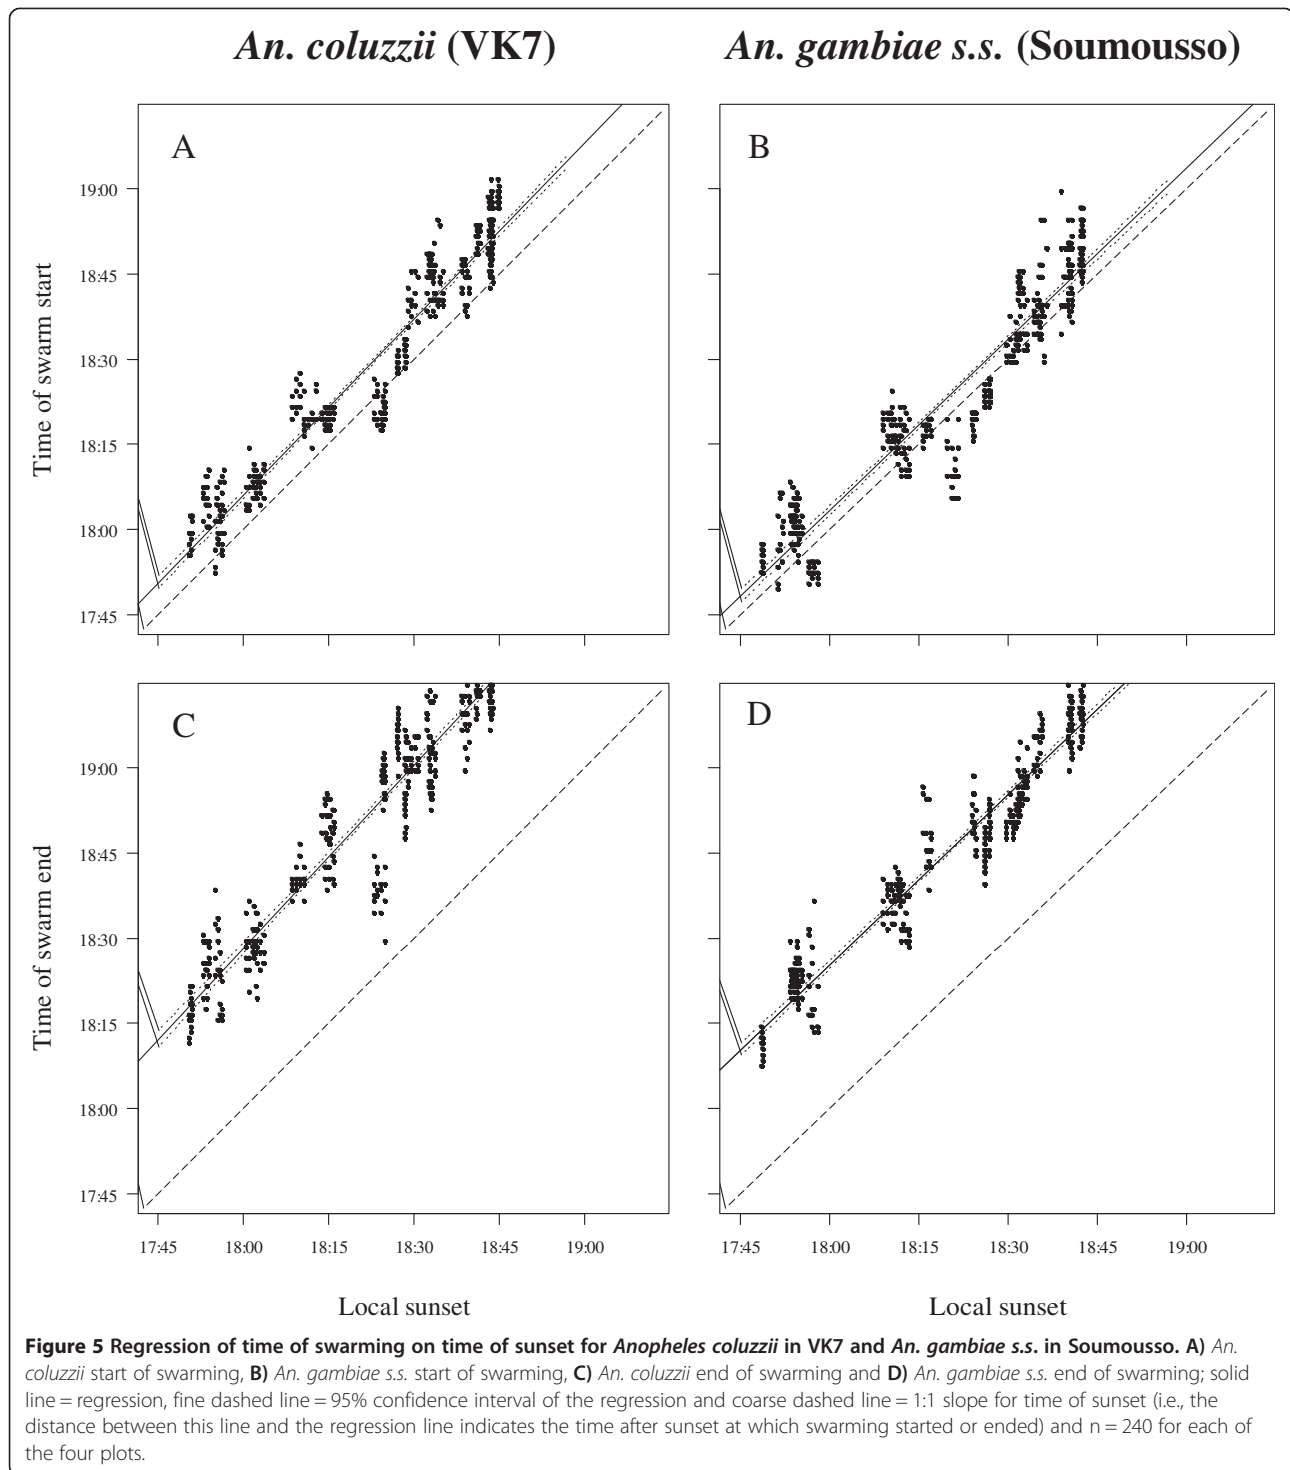 An. coluzzii (VK7)
An. gambiae s.s. (Soumousso)
A
B
Time of swarm start
19:00
18:45
18:30
18:15
18:00
17:45
C
D
Time of swarm end
19:00
18:45
18:30
18:15
18:00
17:45
17:45 18:00 18:15 18:30 18:45 19:00
17:45 18:00 18:15 18:30 18:45 19:00
Local sunset
Local sunset
Figure 5 Regression of time of swarming on time of sunset for Anopheles coluzzii in VK7 and An. gambiae s.s. in Soumousso. A) An.
coluzzii start of swarming, B) An. gambiae s.s. start of swarming, C) An. coluzzii end of swarming and D) An. gambiae s.s. end of swarming; solid
line = regression, fine dashed line = 95% confidence interval of the regression and coarse dashed line = 1:1 slope for time of sunset (i.e., the
distance between this line and the regression line indicates the time after sunset at which swarming started or ended) and n = 240 for each of
the four plots.